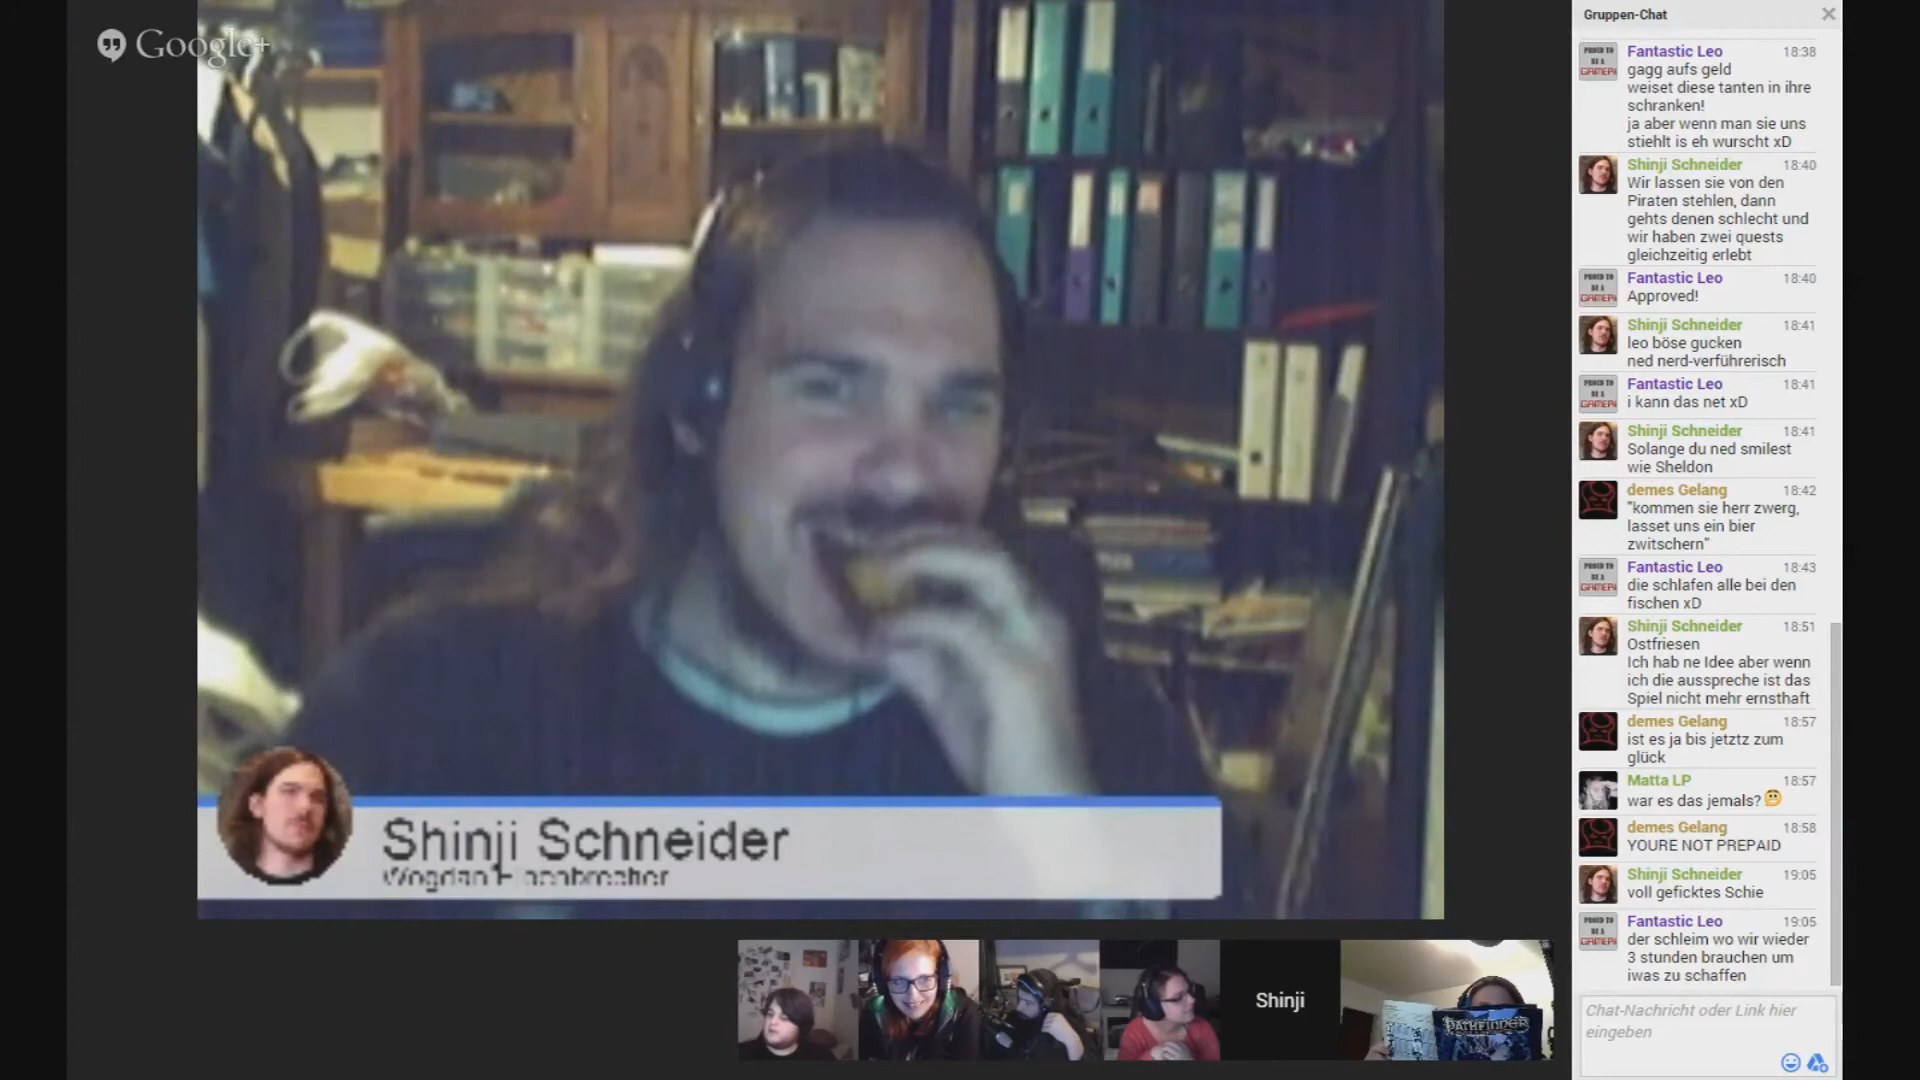 Google+
Shinji Schneider
Shinji
PATHFINDER
Gruppen-Chat
Fantastic Leo 18:38
gagg aufs geld
weiset diese tanten in ihre
schranken!
ja aber wenn man sie uns
stiehlt is eh wurscht xD
Shinji Schneider 18:40
Wir lassen sie von den
Piraten stehlen, dann
gehts denen schlecht und
wir haben zwei quests
gleichzeitig erlebt
Fantastic Leo 18:40
Approved!
Shinji Schneider 18:41
leo böse gucken
ned nerd-verführerisch
Fantastic Leo 18:41
i kann das net xD
Shinji Schneider 18:41
Solange du ned smilest
wie Sheldon
demes Gelang 18:42
"kommen sie herr zwerg,
lasset uns ein bier
zwitschern"
Fantastic Leo 18:43
die schlafen alle bei den
fischen xD
Shinji Schneider 18:51
Ostfriesen
Ich hab ne Idee aber wenn
ich die ausspreche ist das
Spiel nicht mehr ernsthaft
demes Gelang 18:57
ist es ja bis jetztz zum
glück
Matta LP 18:57
war es das jemals?
demes Gelang 18:58
YOURE NOT PREPAID
Shinji Schneider 19:05
voll geficktes Schie
Fantastic Leo 19:05
der schleim wo wir wieder
3 stunden brauchen um
iwas zu schaffen
Chat-Nachricht oder Link hier
eingeben